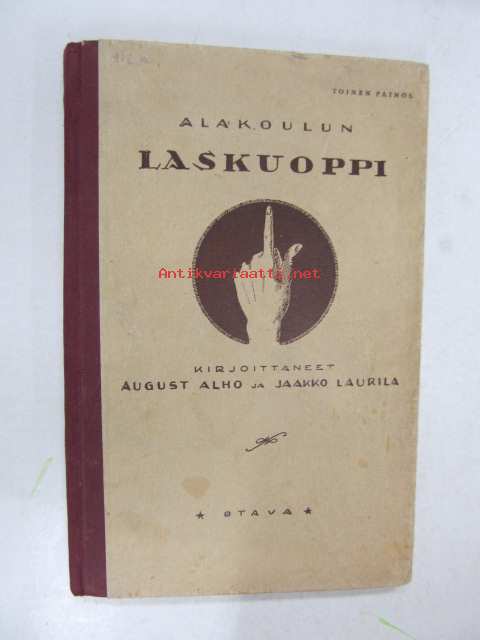 TOINEN PAINOS
ALAKOULUN
LASKUOPPI
Antikvariaatti.net
KIRJOITTANEET
AUGUST ALHO JA JAAKKO LAURILA
★ OTAVA ★